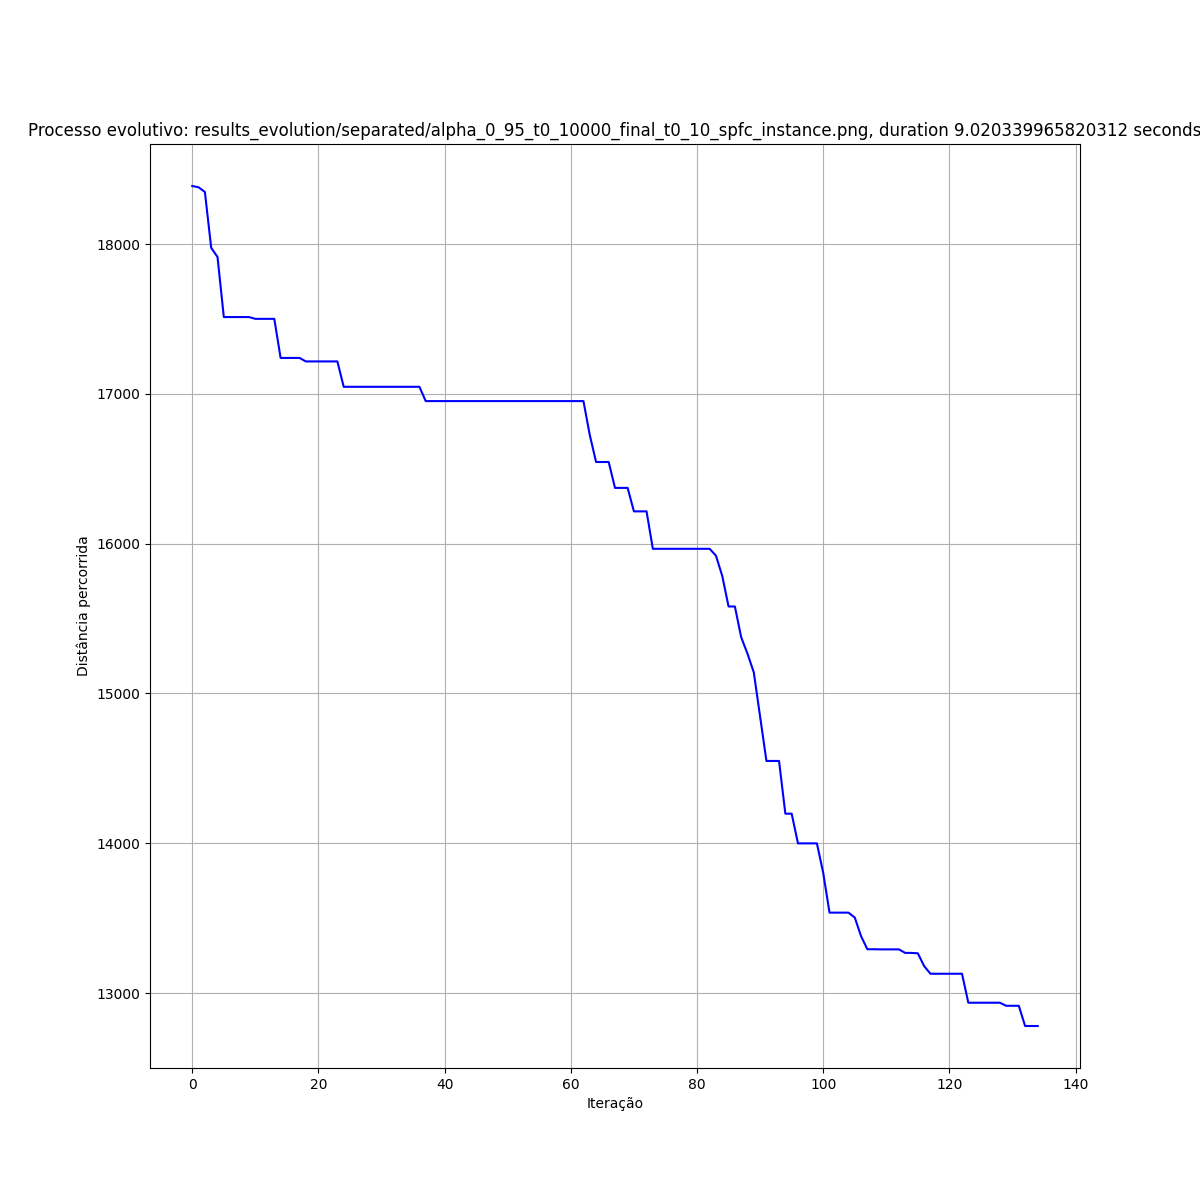 Processo evolutivo: results_evolution/separated/alpha_0_95_t0_10000_final_t0_10_spfc_instance.png, duration 9.020339965820312 seconds
18000
17000
16000
15000
14000
13000
Distância percorrida
0 20 40 60 80 100 120 140
Iteração